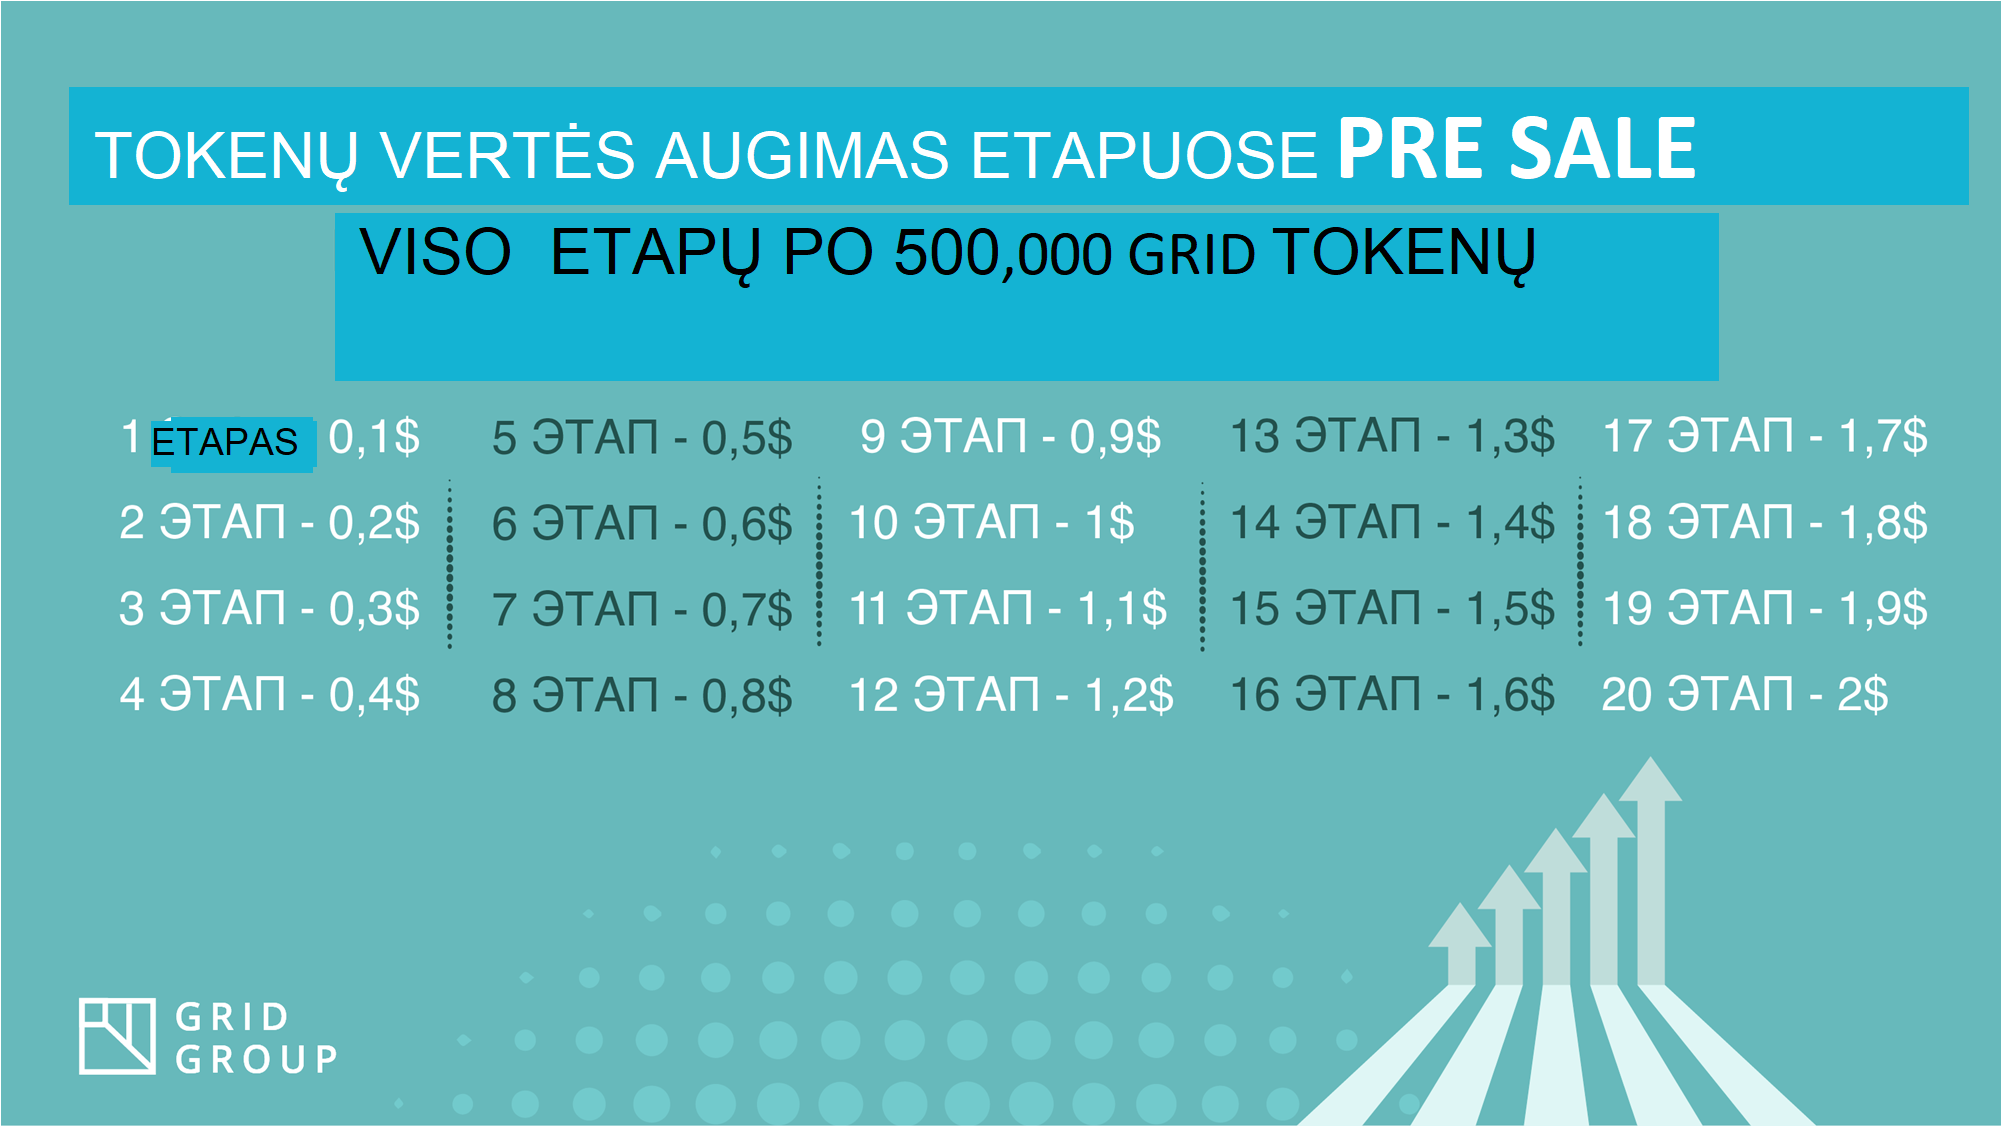 TOKENŲ VERTĖS AUGIMAS ETAPUOSE PRE SALE
VISO ETAPŲ PO 500,000 GRID TOKENŲ
1 ETAPAS 0,1$
2 ЭТАП - 0,2$
3 ЭТАП - 0,3$
4 ЭТАП - 0,4$
5 ЭТАП - 0,5$
6 ЭТАП - 0,6$
7 ЭТАП - 0,7$
8 ЭТАП - 0,8$
9 ЭТАП - 0,9$
10 ЭТАП - 1$
11 ЭТАП - 1,1$
12 ЭТАП - 1,2$
13 ЭТАП - 1,3$
14 ЭТАП - 1,4$
15 ЭТАП - 1,5$
16 ЭТАП - 1,6$
17 ЭТАП - 1,7$
18 ЭТАП - 1,8$
19 ЭТАП - 1,9$
20 ЭТАП - 2$
GRID
GROUP